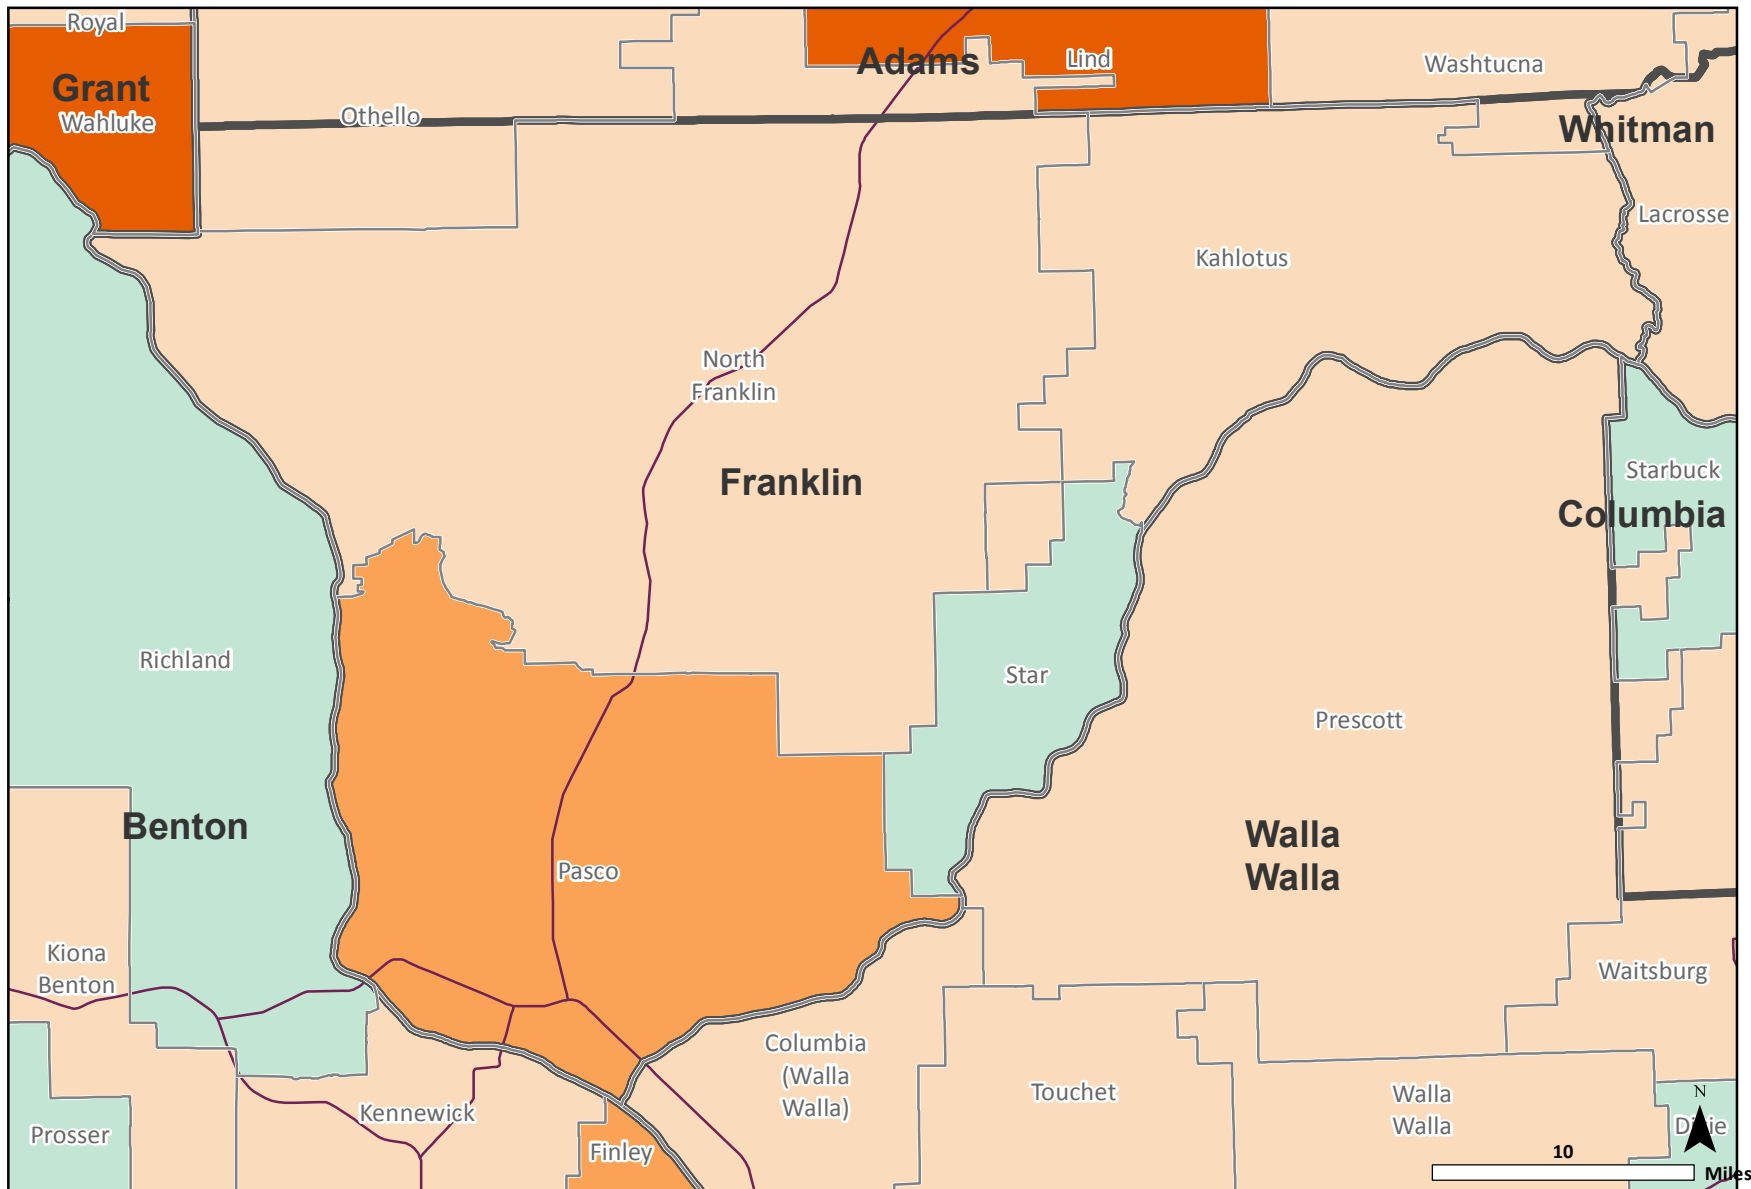 Royal
Grant
Wahluke
Othello
Adams
Lind
Washtucna
Whitman
Lacrosse
Kahlotus
North
Franklin
Franklin
Starbuck
Columbia
Richland
Star
Prescott
Benton
Walla
Walla
Pasco
Kiona
Benton
Waitsburg
Columbia
(Walla
Walla)
Touchet
Walla
Walla
Kennewick
Prosser
Finley
Dixie
N
10
Miles